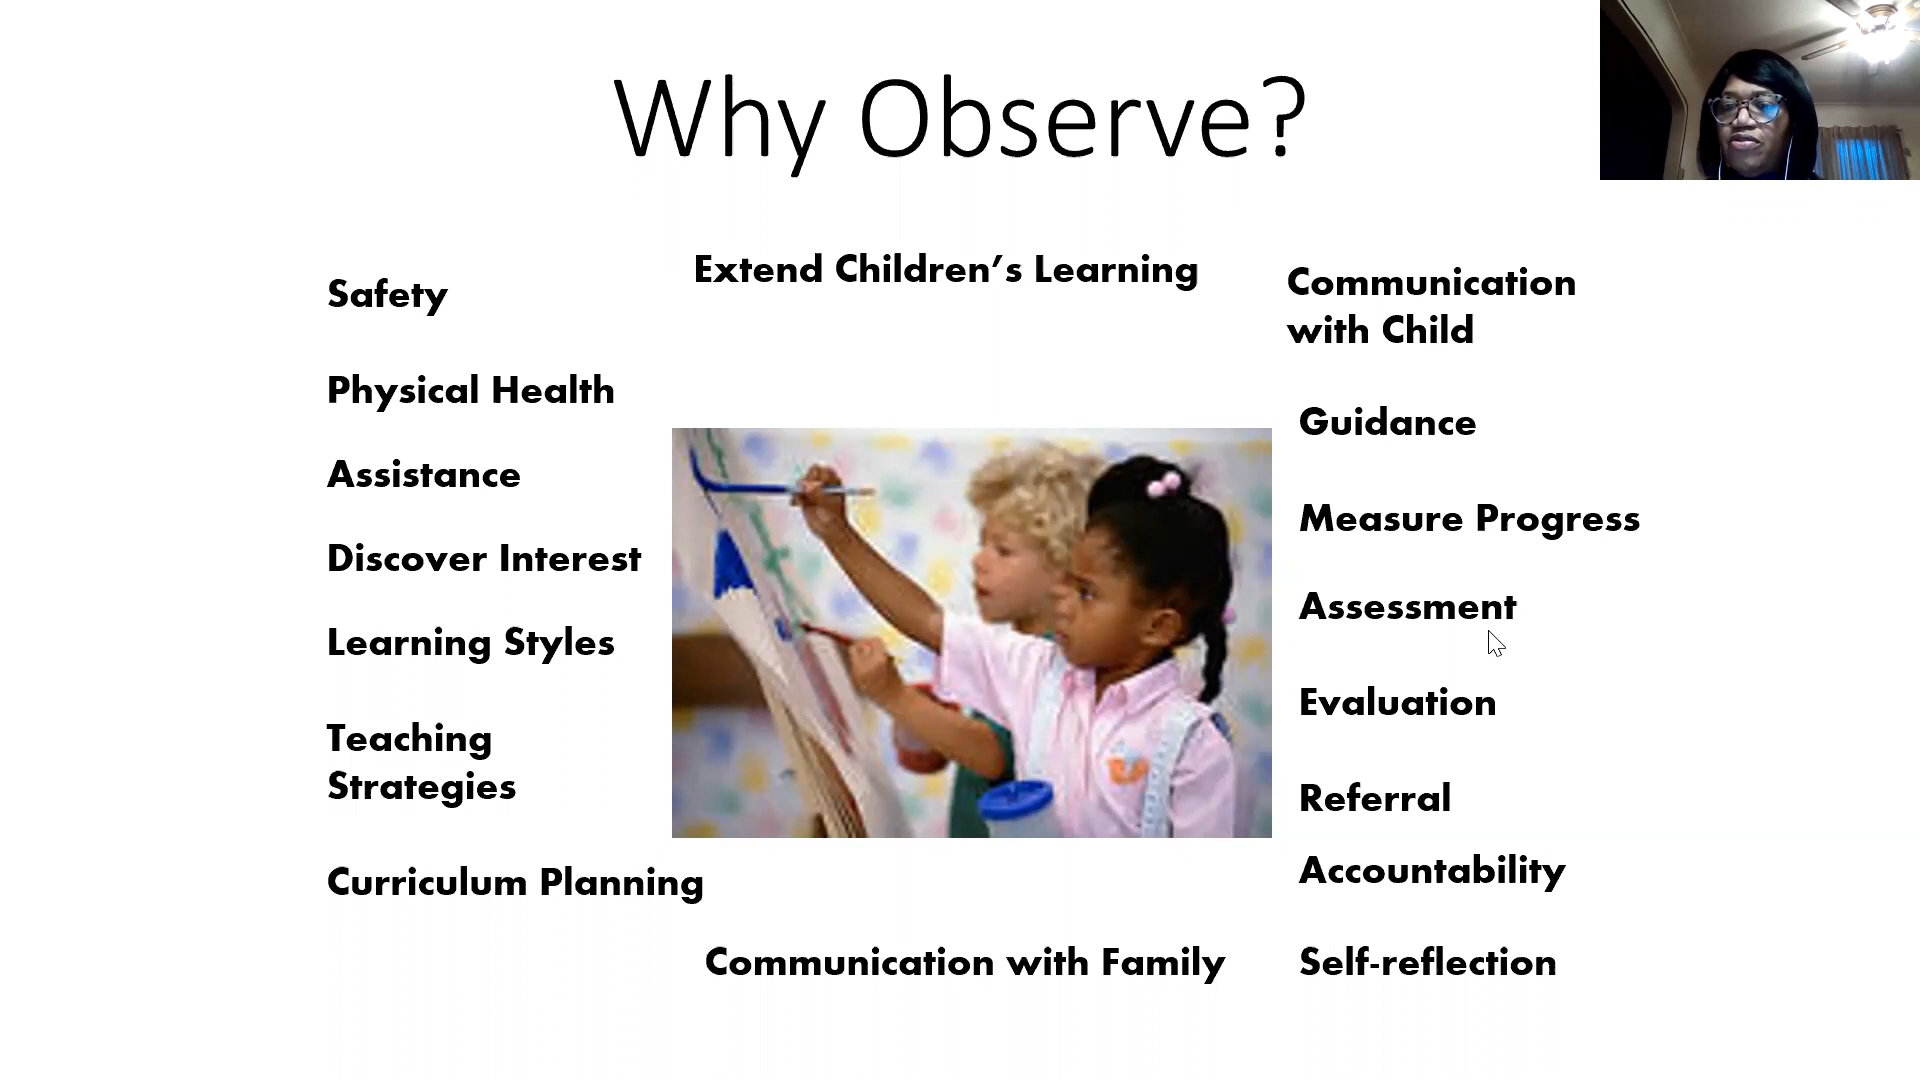 Why Observe?
Extend Children’s Learning
Safety
Physical Health
Assistance
Discover Interest
Learning Styles
Teaching
Strategies
Curriculum Planning
Communication with Family
Communication
with Child
Guidance
Measure Progress
Assessment
Evaluation
Referral
Accountability
Self-reflection